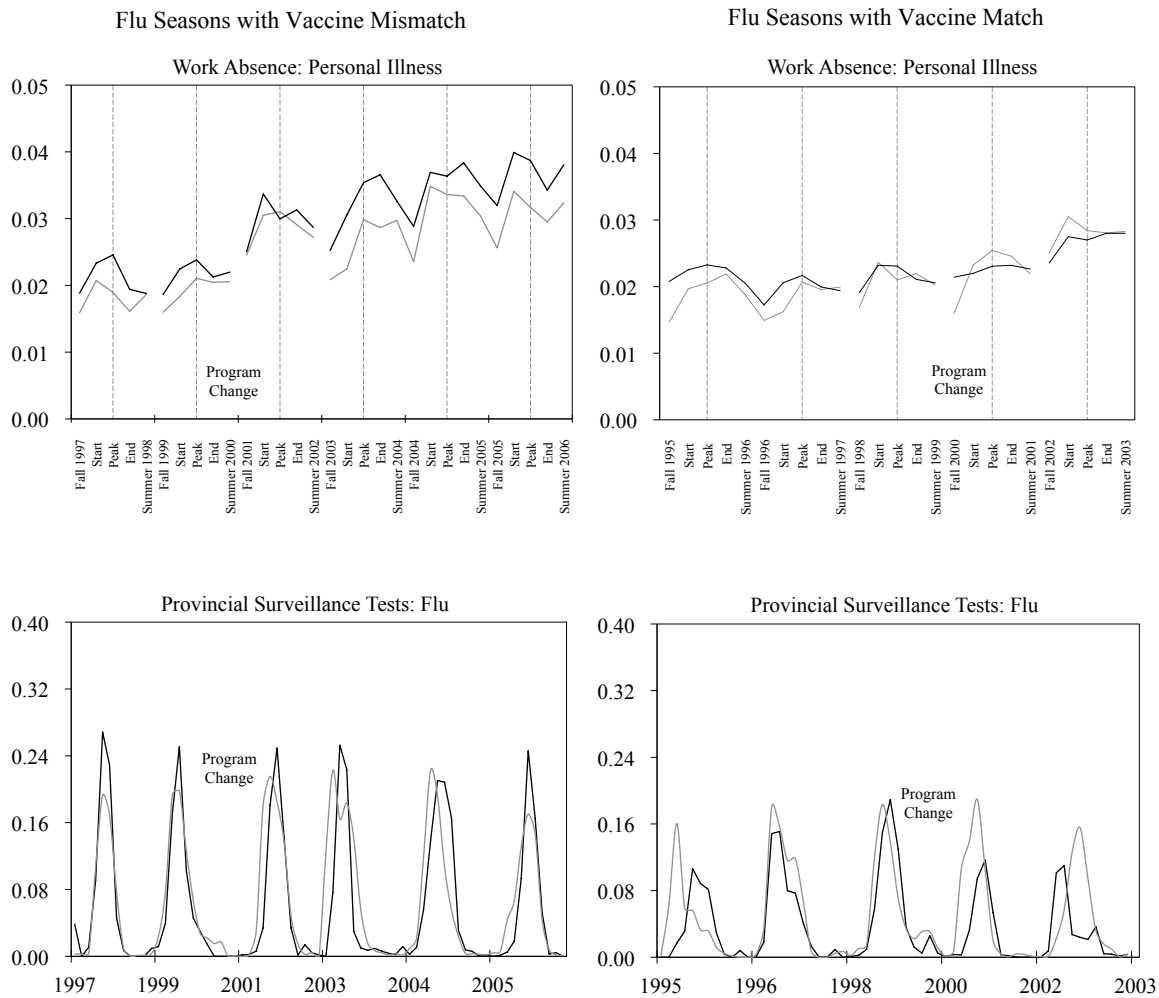 Flu Seasons with Vaccine Mismatch
Work Absence: Personal Illness
0.05
0.04
0.03
0.02
0.01
0.00
Program
Change
Fall 1997
Start
Peak
End
Summer 1998
Fall 1999
Start
Peak
End
Summer 2000
Fall 2001
Start
Peak
End
Summer 2002
Fall 2003
Start
Peak
End
Summer 2004
Fall 2004
Start
Peak
End
Summer 2005
Fall 2005
Start
Peak
End
Summer 2006
Flu Seasons with Vaccine Match
Work Absence: Personal Illness
0.05
0.04
0.03
0.02
0.01
0.00
Program
Change
Fall 1995
Start
Peak
End
Summer 1996
Fall 1996
Start
Peak
End
Summer 1997
Fall 1998
Start
Peak
End
Summer 1999
Fall 2000
Start
Peak
End
Summer 2001
Fall 2002
Start
Peak
End
Summer 2003
Provincial Surveillance Tests: Flu
0.40
0.32
0.24
0.16
0.08
0.00
Program
Change
1997
1999
2001
2003
2004
2005
Provincial Surveillance Tests: Flu
0.40
0.32
0.24
0.16
0.08
0.00
Program
Change
1995
1996
1998
2000
2002
2003